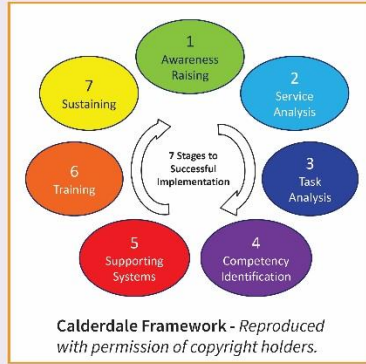 1
Awareness
Raising
2
Service
Analysis
3
Task
Analysis
4
Competency
Identification
5
Supporting
Systems
6
Training
7
Sustaining
7 Stages to
Successful
Implementation
Calderdale Framework - Reproduced
with permission of copyright holders.